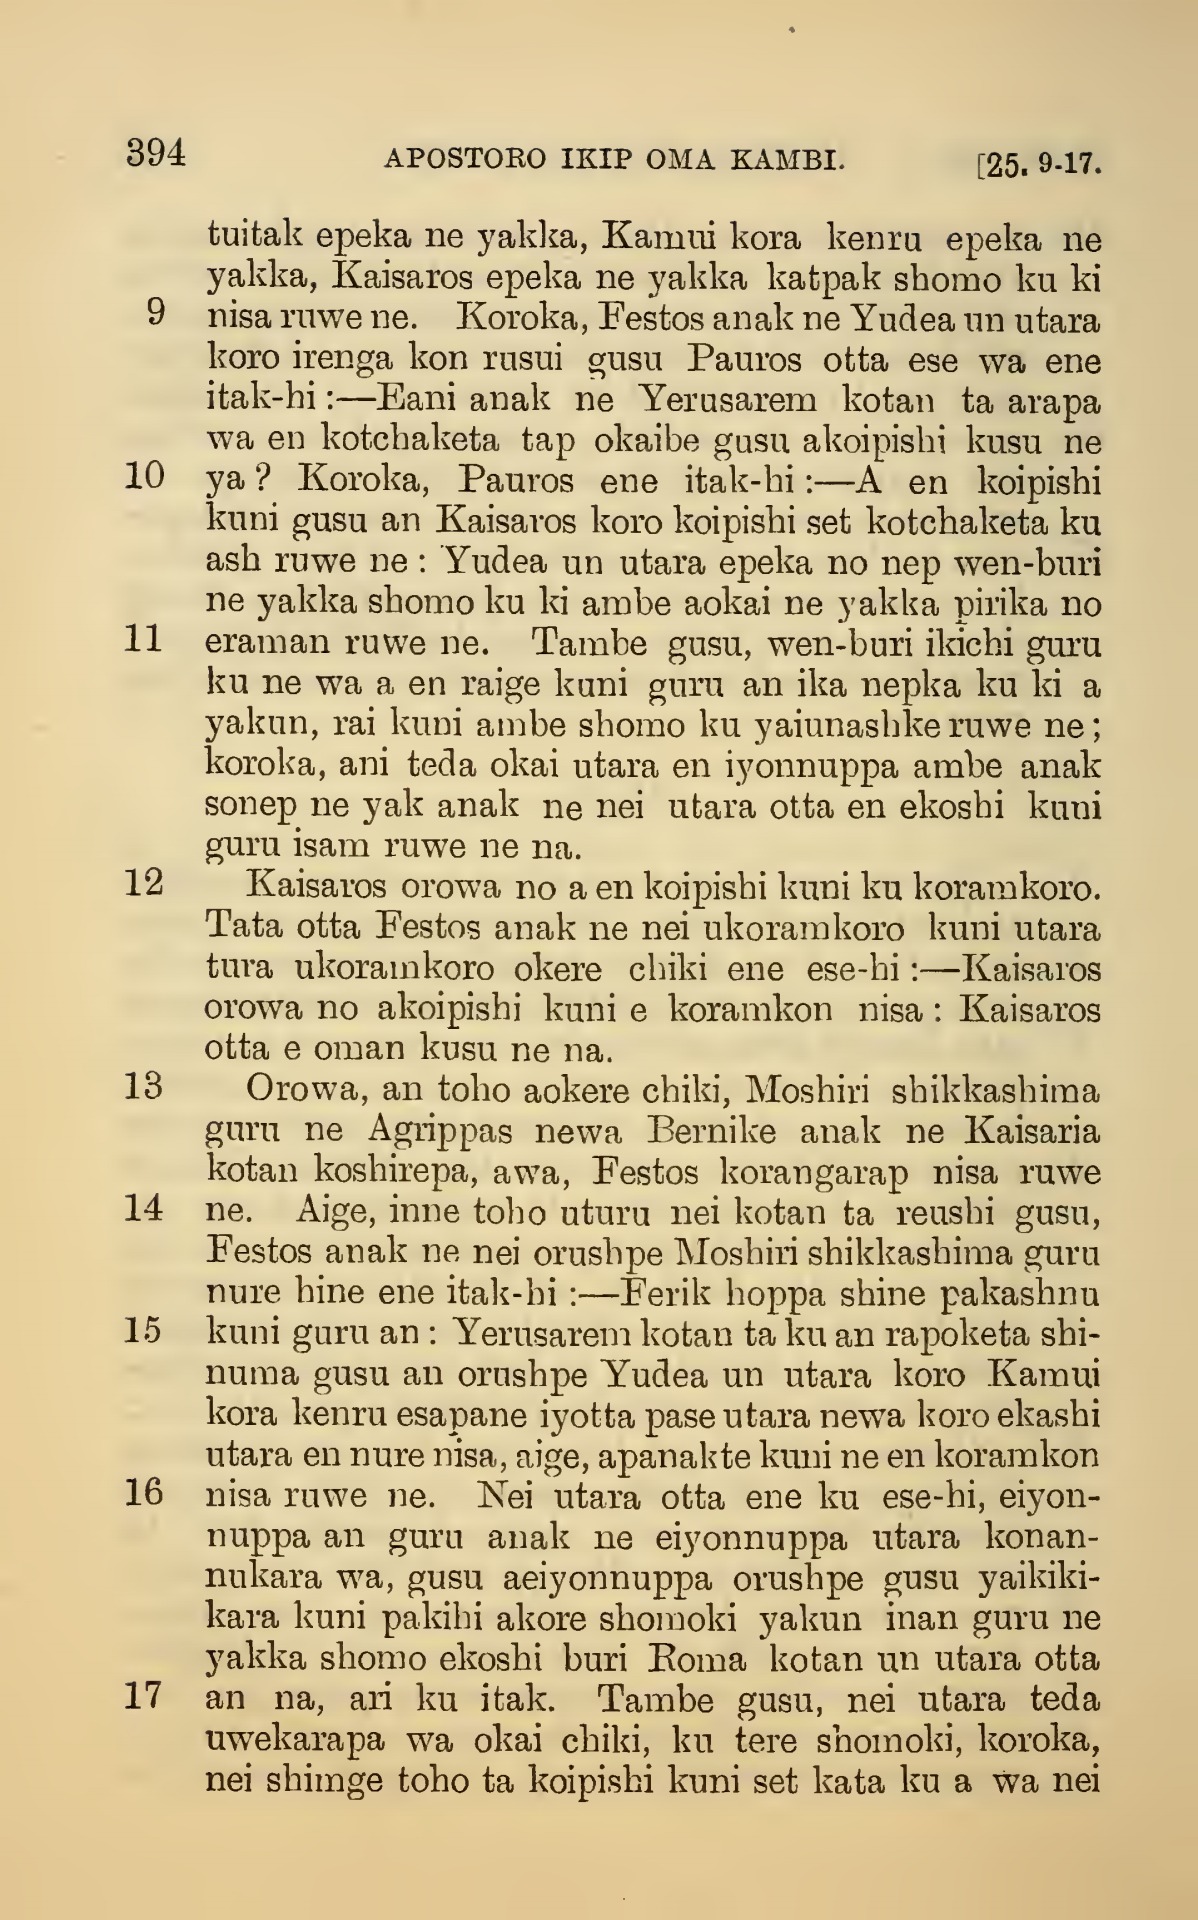 394 APOSTORO IKIP OMA KAMBI. [25. 9-17.
tuitak epeka ne yakka, Kamui kora kenru epeka ne
yakka, Kaisaros epeka ne yakka katpak shomo ku ki
9 nisa ruwe ne. Koroka, Festos anak ne Yudea un utara
koro irenga kon rusui gusu Pauros otta ese wa ene
itak-hi :—Eani anak ne Yerusarem kotan ta arapa
wa en kotchaketa tap okaibe gusu akoipishi kusu ne
10 ya? Koroka, Pauros ene itak-hi :—A en koipishi
kuni gusu an Kaisaros koro koipishi set kotchaketa ku
ash ruwe ne : Yudea un utara epeka no nep wen-buri
ne yakka shomo ku ki ambe aokai ne yakka pirika no
11 eraman ruwe ne. Tambe gusu, wen-buri ikichi guru
ku ne wa a en raige kuni guru an ika nepka ku ki a
yakun, rai kuni ambe shomo ku yaiunashke ruwe ne;
koroka, ani teda okai utara en iyonnuppa ambe anak
sonep ne yak anak ne nei utara otta en ekoshi kuni
guru isam ruwe ne na.
12 Kaisaros orowa no a en koipishi kuni ku koramkoro.
Tata otta Festos anak ne nei ukoramkoro kuni utara
tura ukoramkoro okere chiki ene ese-hi :—Kaisaros
orowa no akoipishi kuni e koramkon nisa : Kaisaros
otta e oman kusu ne na.
13 Orowa, an toho aokere chiki, Moshiri shikkashima
guru ne Agrippas newa Bernike anak ne Kaisaria
kotan koshirepa, awa, Festos korangarap nisa ruwe
14 ne. Aige, inne toho uturu nei kotan ta reushi gusu,
Festos anak ne nei orushpe Moshiri shikkashima guru
nure hine ene itak-hi :—Ferik hoppa shine pakashnu
15 kuni guru an : Yerusarem kotan ta ku an rapoketa shi-
numa gusu an orushpe Yudea un utara koro Kamui
kora kenru esapane iyotta pase utara newa koro ekashi
utara en nure nisa, aige, apanakte kuni ne en koramkon
16 nisa ruwe ne. Nei utara otta ene ku ese-hi, eiyon-
nuppa an guru anak ne eiyonnuppa utara konan-
nukara wa, gusu aeiyonnuppa orushpe gusu yaikiki-
kara kuni pakihi akore shomoki yakun inan guru ne
yakka shomo ekoshi buri Roma kotan un utara otta
17 an na, ari ku itak. Tambe gusu, nei utara teda
uwekarapa wa okai chiki, ku tere shomoki, koroka,
nei shimge toho ta koipishi kuni set kata ku a wa nei